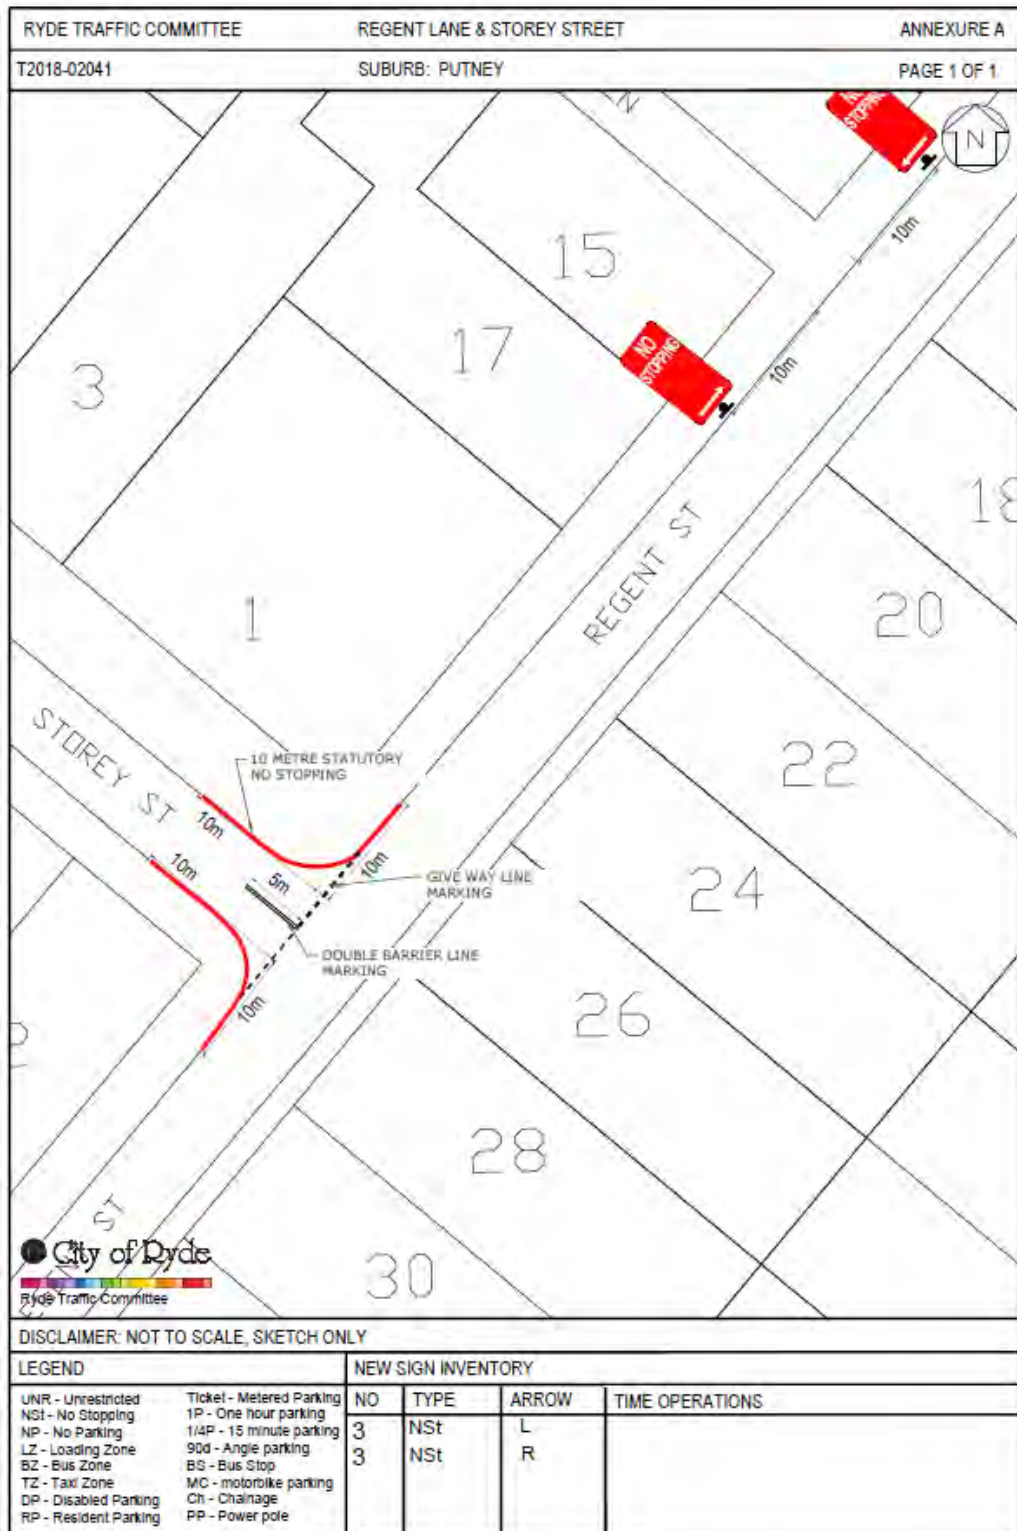 RYDE TRAFFIC COMMITTEE REGENT LANE & STOREY STREET ANNEXURE A
T2018-02041 SUBURB: PUTNEY PAGE 1 OF 1
NO STOPPING
N
10m
15
17
NO STOPPING
10m
3
18
REGENT ST
20
1
22
STOREY ST
10 METRE STATUTORY
NO STOPPING
10m
10m
10m
5m
GIVE WAY LINE
MARKING
24
DOUBLE BARRIER LINE
MARKING
10m
26
28
ST
City of Ryde
Ryde Traffic Committee
30
DISCLAIMER: NOT TO SCALE, SKETCH ONLY
LEGEND NEW SIGN INVENTORY
UNR - Unrestricted Ticket - Metered Parking NO TYPE ARROW TIME OPERATIONS
NSt - No Stopping 1P - One hour parking
NP - No Parking 1/4P - 15 minute parking 3 NSt L
LZ - Loading Zone 90d - Angle parking
BZ - Bus Zone BS - Bus Stop 3 NSt R
TZ - Taxi Zone MC - motorbike parking
DP - Disabled Parking Ch - Chainage
RP - Resident Parking PP - Power pole